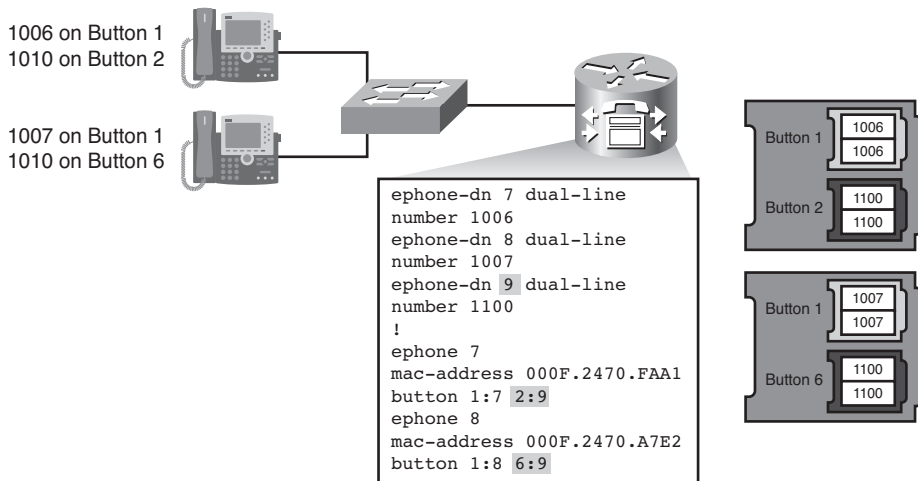 1006 on Button 1
1010 on Button 2
1007 on Button 1
1010 on Button 6
ephone-dn 7 dual-line
number 1006
ephone-dn 8 dual-line
number 1007
ephone-dn 9 dual-line
number 1100
!
ephone 7
mac-address 000F.2470.FAA1
button 1:7 2:9
ephone 8
mac-address 000F.2470.A7E2
button 1:8 6:9
Button 1
1006
1006
Button 2
1100
1100
Button 1
1007
1007
Button 6
1100
1100